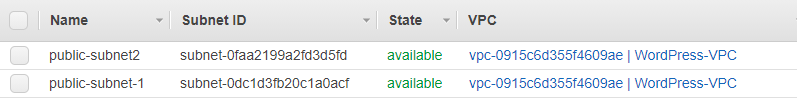 Name Subnet ID State VPC
public-subnet2 subnet-0faa2199a2fd3d5fd available vpc-0915c6d355f4609ae | WordPress-VPC
public-subnet-1 subnet-0dc1d3fb20c1a0acf available vpc-0915c6d355f4609ae | WordPress-VPC